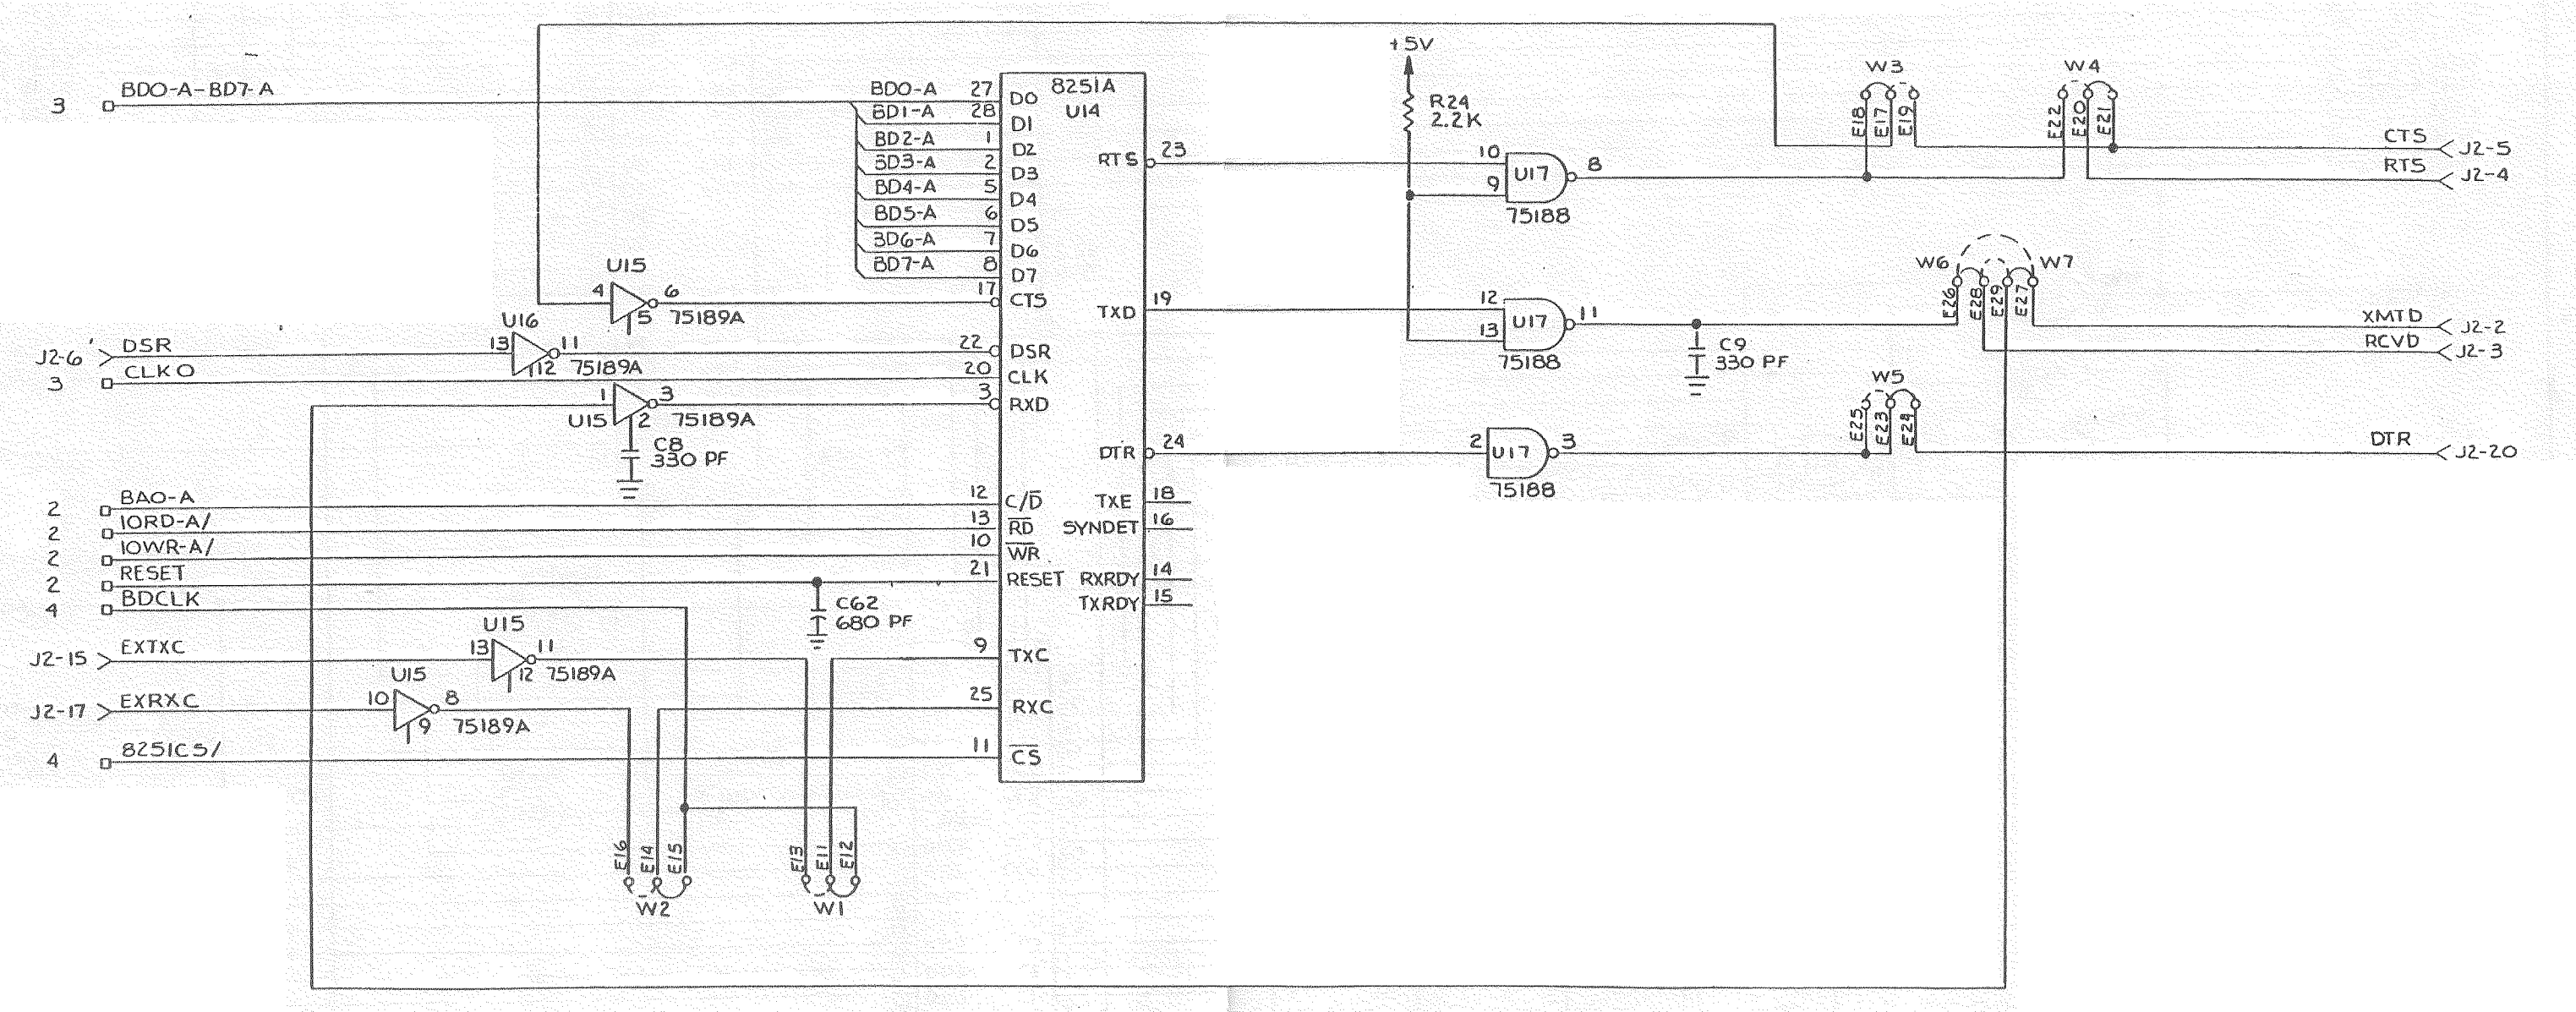 +5V
W3
W4
3
BD0-A-BD7-A
BD0-A
27
D0
8251A
U14
BD1-A
28
D1
BD2-A
1
D2
3D3-A
2
D3
BD4-A
5
D4
BD5-A
6
D5
3D6-A
7
D6
BD7-A
8
D7
17
CTS
R24
2.2K
E18
E17
E19
E22
E20
E21
CTS
J2-5
RTS
J2-4
RTS
23
10
9
U17
8
75188
U15
4
6
5
75189A
U16
13
11
12
75189A
J2-6
DSR
22
DSR
3
CLK0
20
CLK
1
3
U15
2
75189A
3
RXD
C8
330 PF
TXD
19
12
13
U17
11
75188
C9
330 PF
W6
W7
E26
E28
E29
E27
XMTD
J2-2
RCVD
J2-3
W5
E25
E23
E24
DTR
J2-20
DTR
24
2
U17
3
75188
2
BA0-A
12
C/D
TXE
18
2
IORD-A/
13
RD
SYNDET
16
2
IOWR-A/
10
WR
2
RESET
21
RESET
RXRDY
14
4
BDCLK
TXRDY
15
C62
680 PF
J2-15
EXTXC
U15
13
11
12
75189A
9
TXC
J2-17
EXRXC
U15
10
8
9
75189A
25
RXC
4
8251CS/
11
CS
E16
E14
E15
E13
E11
E12
W2
W1